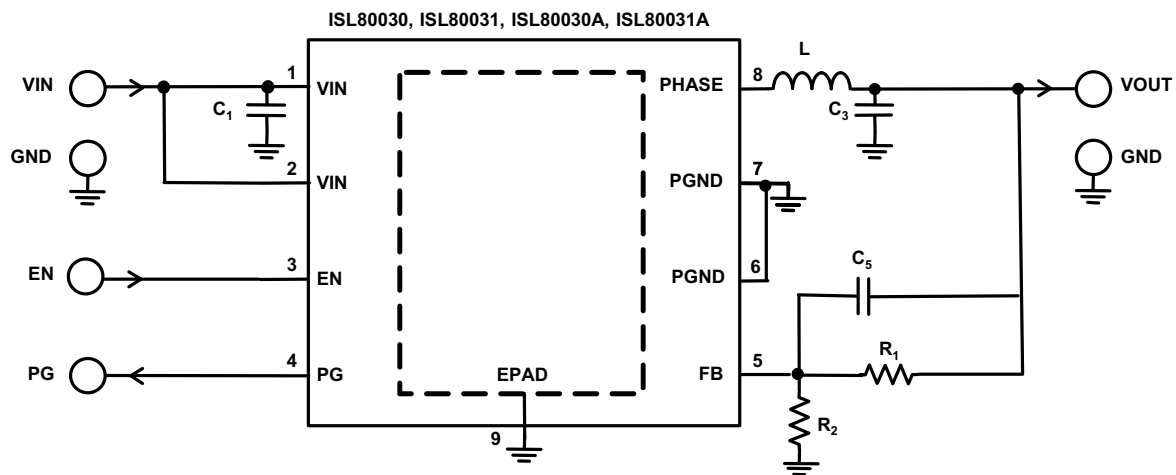 ISL80030, ISL80031, ISL80030A, ISL80031A
VIN
1
VIN
C1
PHASE
8
L
C3
VOUT
GND
2
VIN
PGND
7
GND
EN
3
EN
PGND
6
C5
PG
4
PG
EPAD
FB
5
R1
9
R2